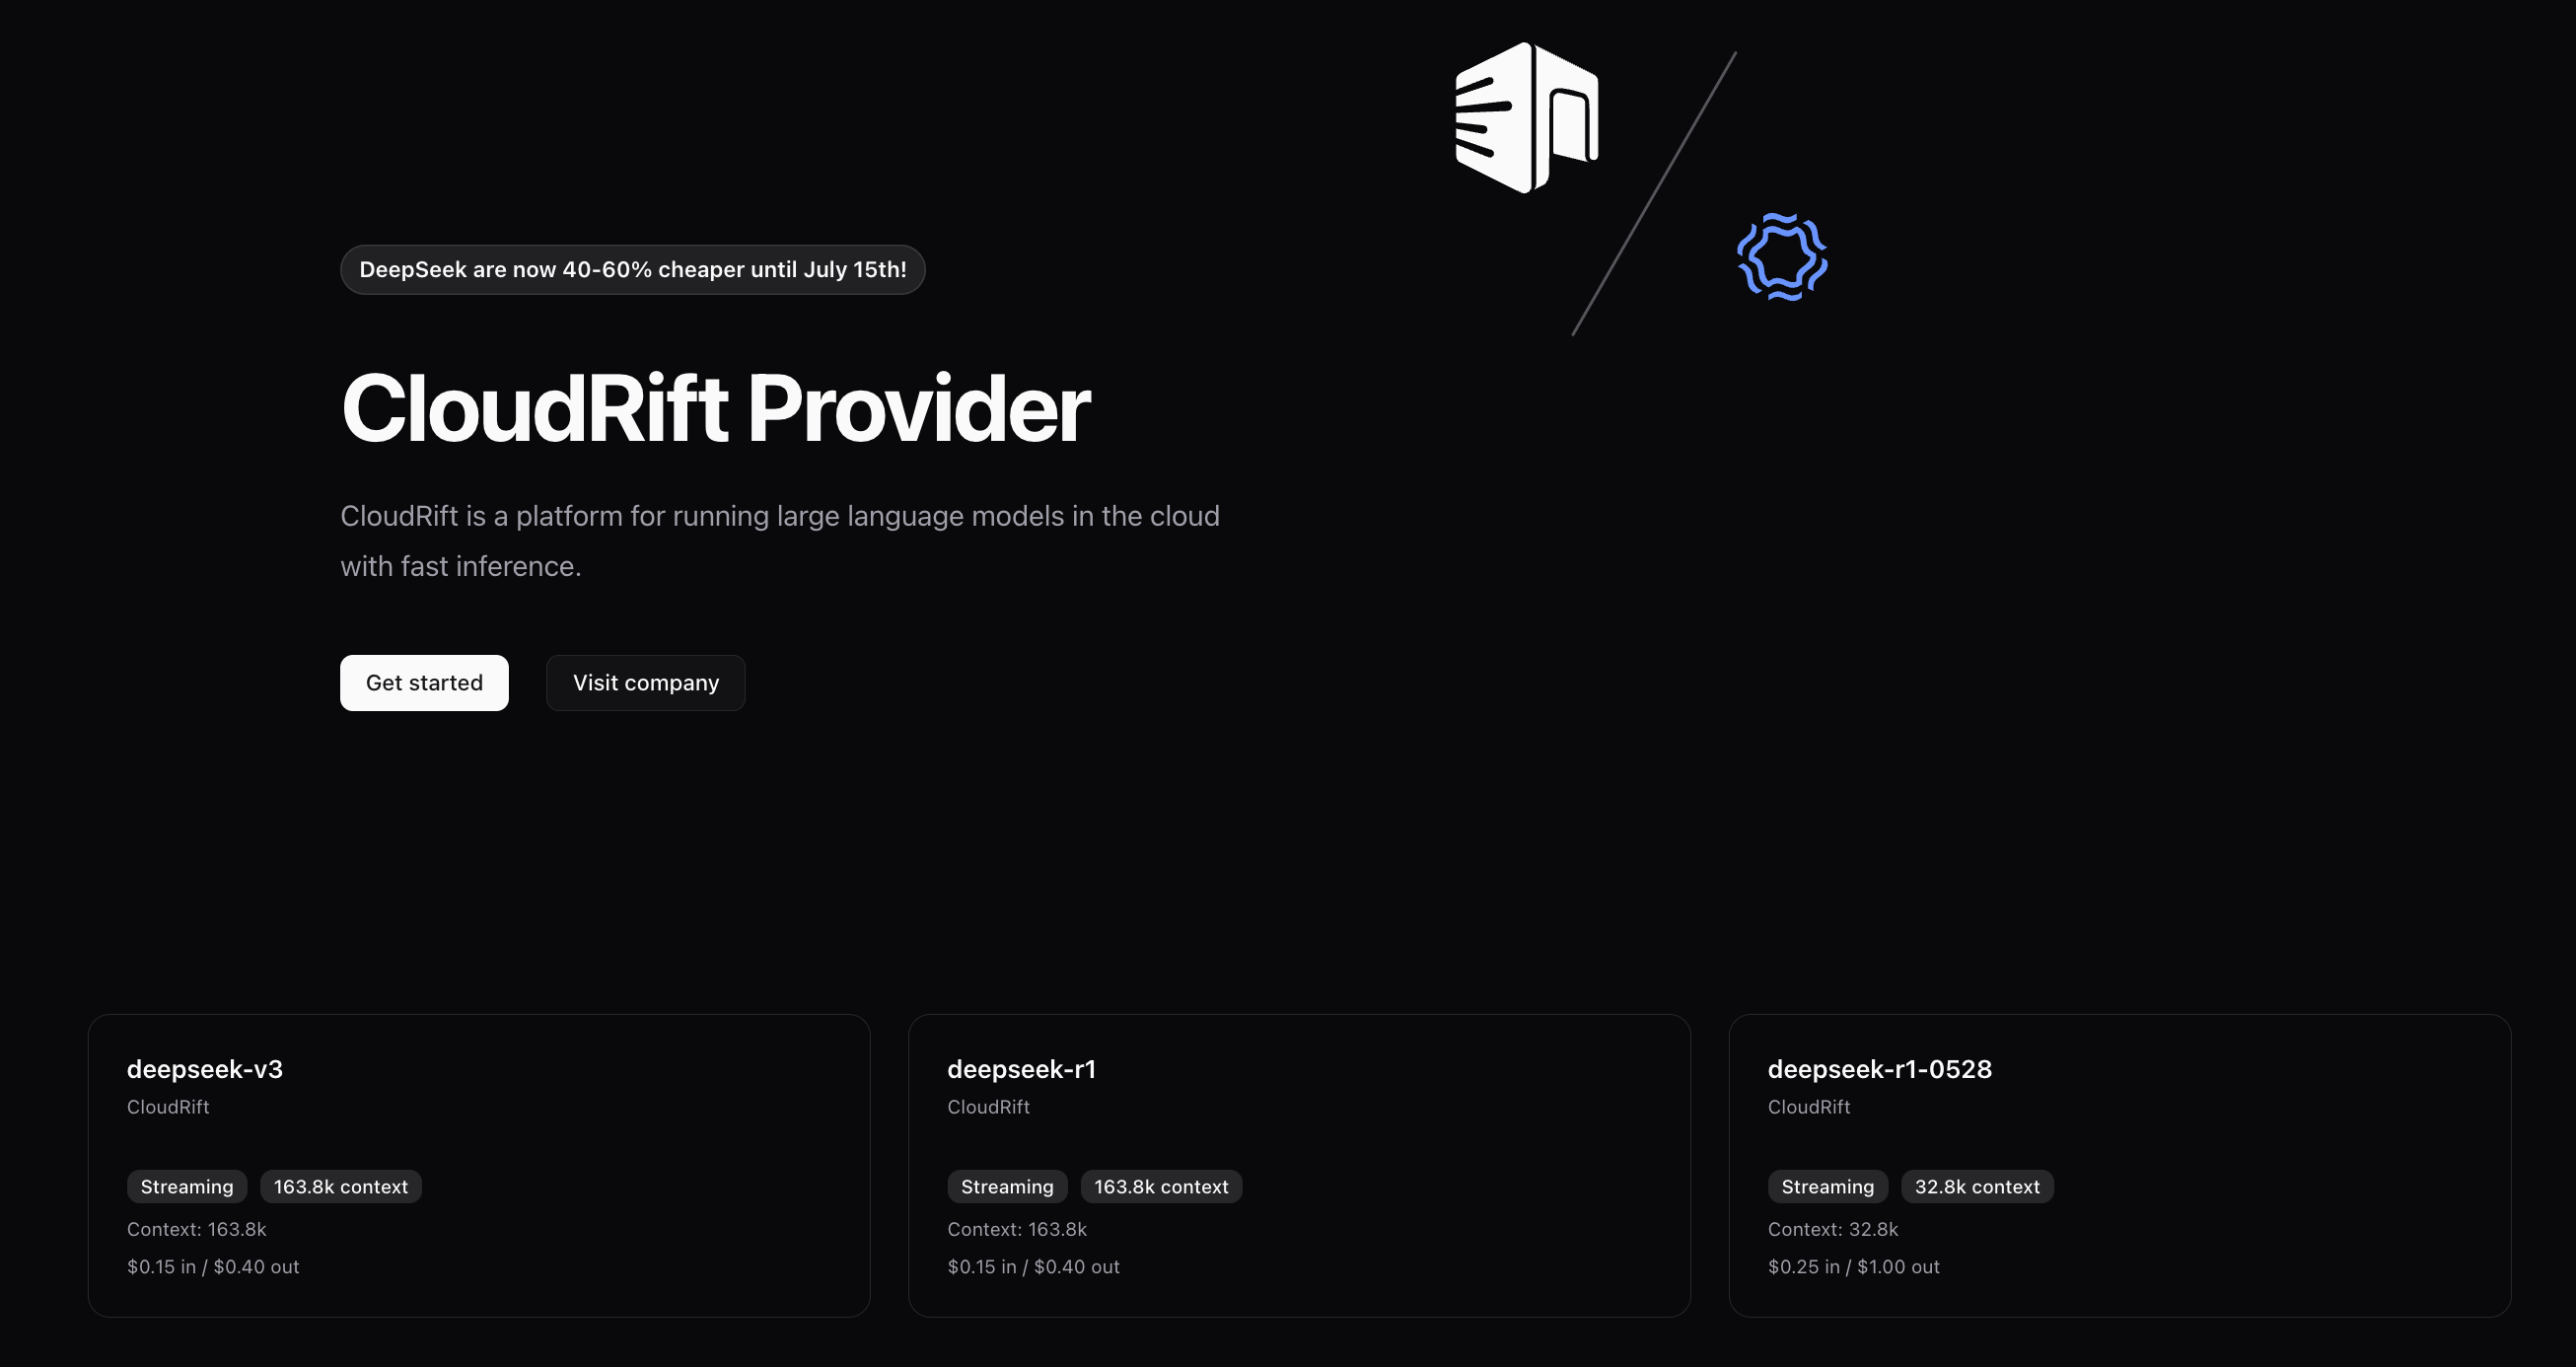 DeepSeek are now 40-60% cheaper until July 15th!
CloudRift Provider
CloudRift is a platform for running large language models in the cloud
with fast inference.
Get started
Visit company
deepseek-v3
CloudRift
Streaming
163.8k context
Context: 163.8k
$0.15 in / $0.40 out
deepseek-r1
CloudRift
Streaming
163.8k context
Context: 163.8k
$0.15 in / $0.40 out
deepseek-r1-0528
CloudRift
Streaming
32.8k context
Context: 32.8k
$0.25 in / $1.00 out